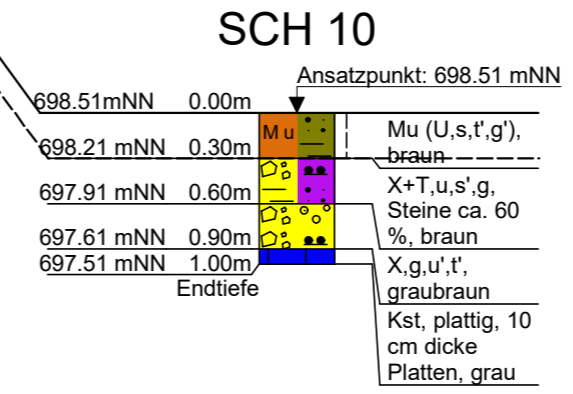 SCH 10
Ansatzpunkt: 698.51 mNN
698.51mNN 0.00m
Mu
Mu (U,s,t',g'),
698.21 mNN 0.30m
braun
X+T,u,s',g,
697.91 mNN 0.60m
Steine ca. 60
%, braun
697.61 mNN 0.90m
697.51 mNN 1.00m
X,g,u',t',
Endtiefe
graubraun
Kst, plattig, 10
cm dicke
Platten, grau